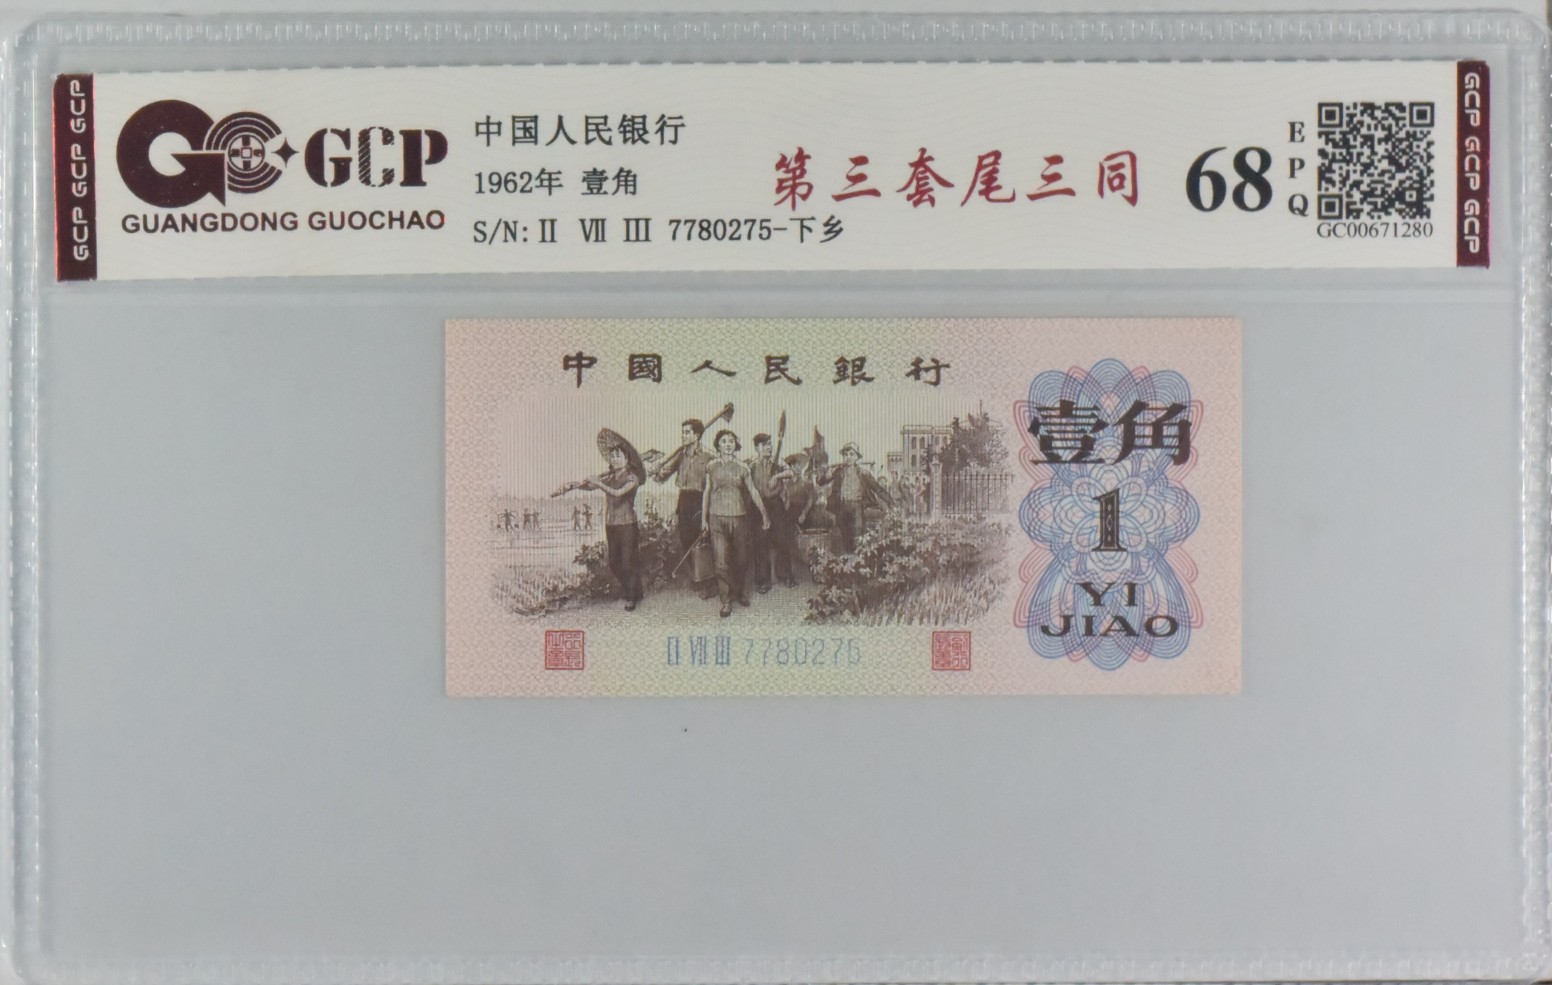 GCP GCP GCP
GCP
GUANGDONG GUOCHAO
中国人民银行
1962年 壹角
S/N: Ⅱ Ⅶ Ⅲ 7780275-下乡
第三套尾三同
68
EPQ
GC00671280
GCP GCP GCP
中國人民銀行
壹角
1
YI
JIAO
Ⅱ Ⅶ Ⅲ 7780275